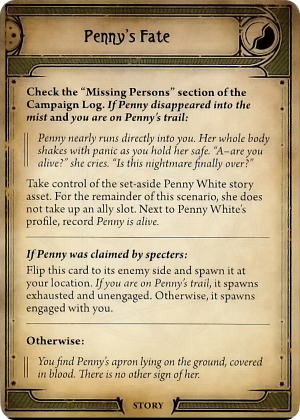 Penny's Fate
Check the “Missing Persons” section of the
Campaign Log. If Penny disappeared into the
mist and you are on Penny's trail:
Penny nearly runs directly into you. Her whole body
shakes with panic as you hold her safe. “A–are you
alive?” she cries. “Is this nightmare finally over?”
Take control of the set-aside Penny White story
asset. For the remainder of this scenario, she does
not take up an ally slot. Next to Penny White's
profile, record Penny is alive.
If Penny was claimed by specters:
Flip this card to its enemy side and spawn it at
your location. If you are on Penny's trail, it spawns
exhausted and unengaged. Otherwise, it spawns
engaged with you.
Otherwise:
You find Penny's apron lying on the ground, covered
in blood. There is no other sign of her.
STORY